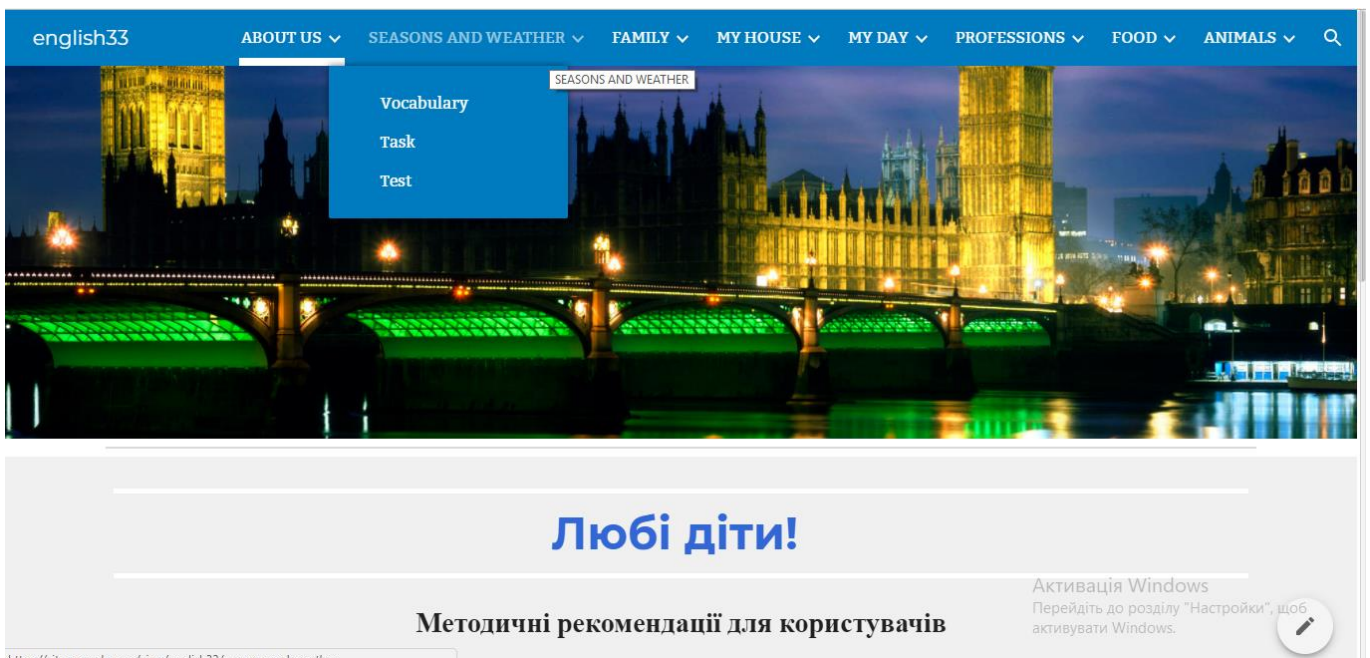 english33 ABOUT US SEASONS AND WEATHER FAMILY MY HOUSE MY DAY PROFESSIONS FOOD ANIMALS
SEASONS AND WEATHER
Vocabulary
Task
Test
Любі діти!
Методичні рекомендації для користувачів
Активація Windows
Перейдіть до розділу "Настройки", щоб
активувати Windows.